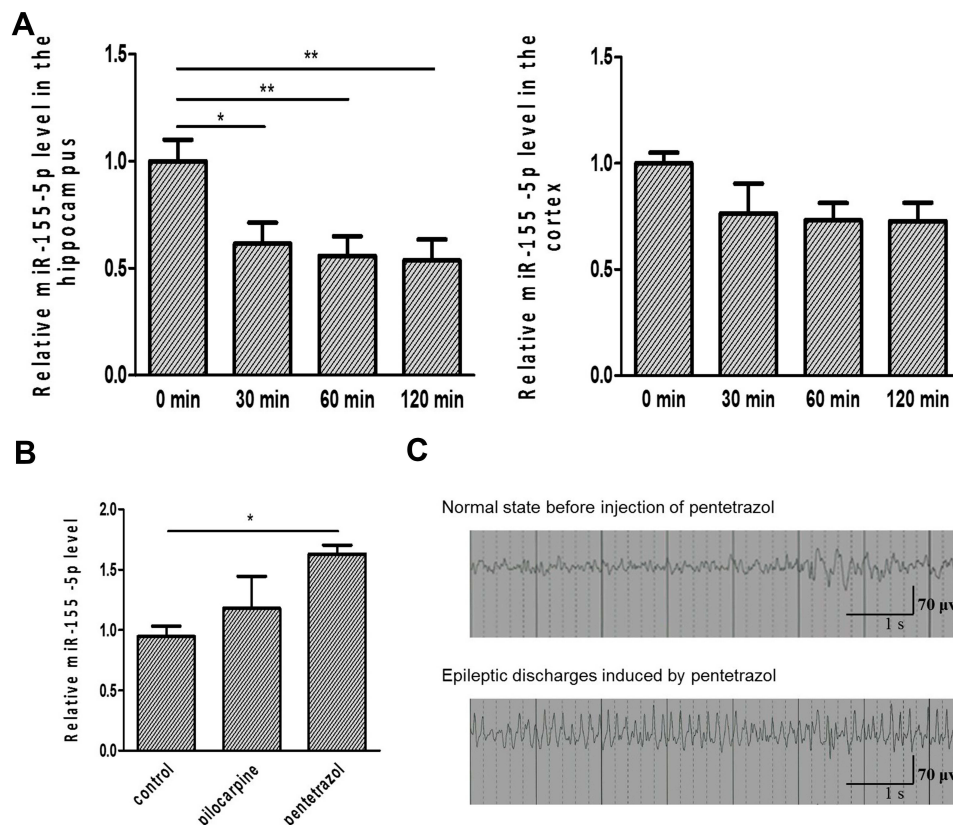 A
Relative miR-155-5p level in the
hippocampus
1.5
1.0
0.5
0.0
**
**
*
0 min
30 min
60 min
120 min
Relative miR-155 -5p level in the
cortex
1.5
1.0
0.5
0.0
0 min
30 min
60 min
120 min
B
Relative miR-155 -5p level
2.0
1.5
1.0
0.5
0.0
*
control
pilocarpine
pentetrazol
C
Normal state before injection of pentetrazol
70 μv
1 s
Epileptic discharges induced by pentetrazol
70 μv
1 s